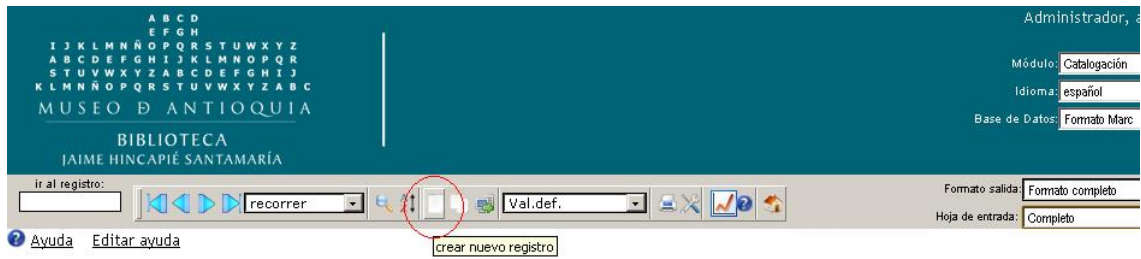 A B C D
E F G H
I J K L M N Ñ O P Q R S T U W X Y Z
A B C D E F G H I J K L M N O P Q R
S T U V W X Y Z A B C D E F G H I J
K L M N Ñ O P Q R S T U V W X Y Z A B C
MUSEO Đ ANTIOQUIA
BIBLIOTECA
JAIME HINCAPIÉ SANTAMARÍA
Administrador, a
Módulo: Catalogación
Idioma: español
Base de Datos: Formato Marc
ir al registro:
recorrer
Val.def.
Formato salida: Formato completo
Hoja de entrada: Completo
Ayuda Editar ayuda
crear nuevo registro